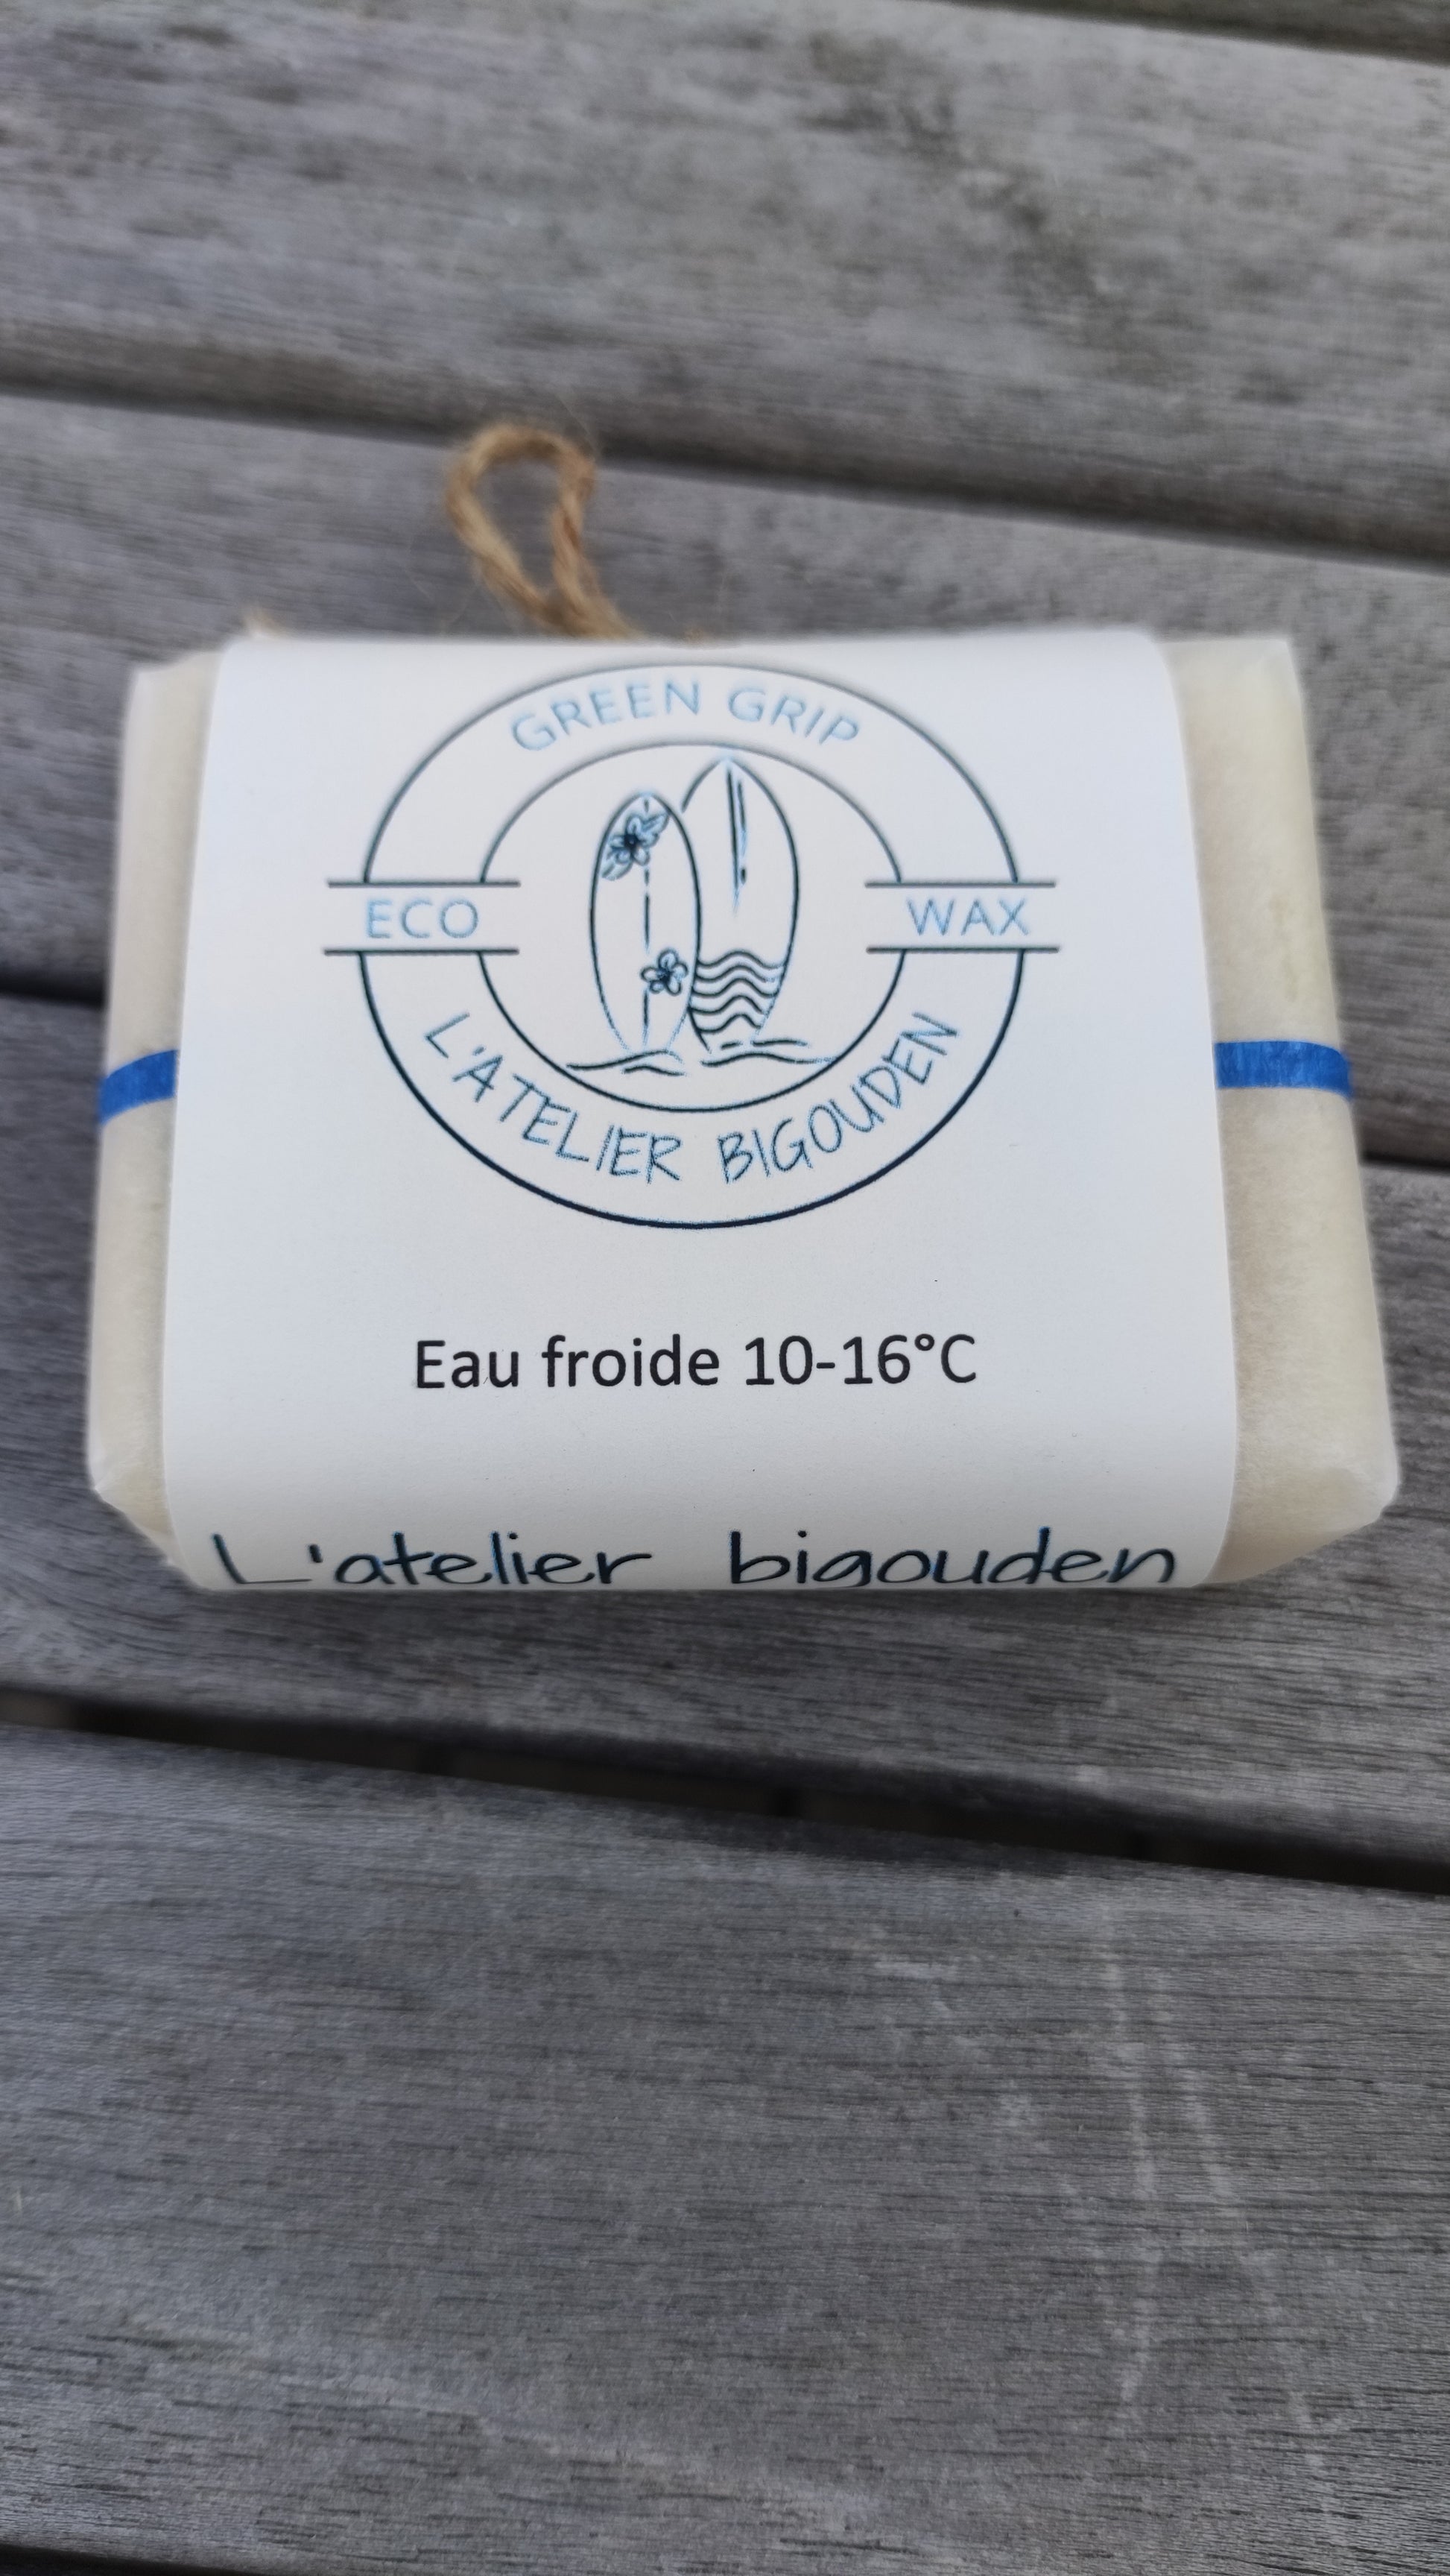 GREEN GRIP
ECO WAX
L'ATELIER BIGOUDEN
Eau froide 10-16°C
L'atelier bigouden